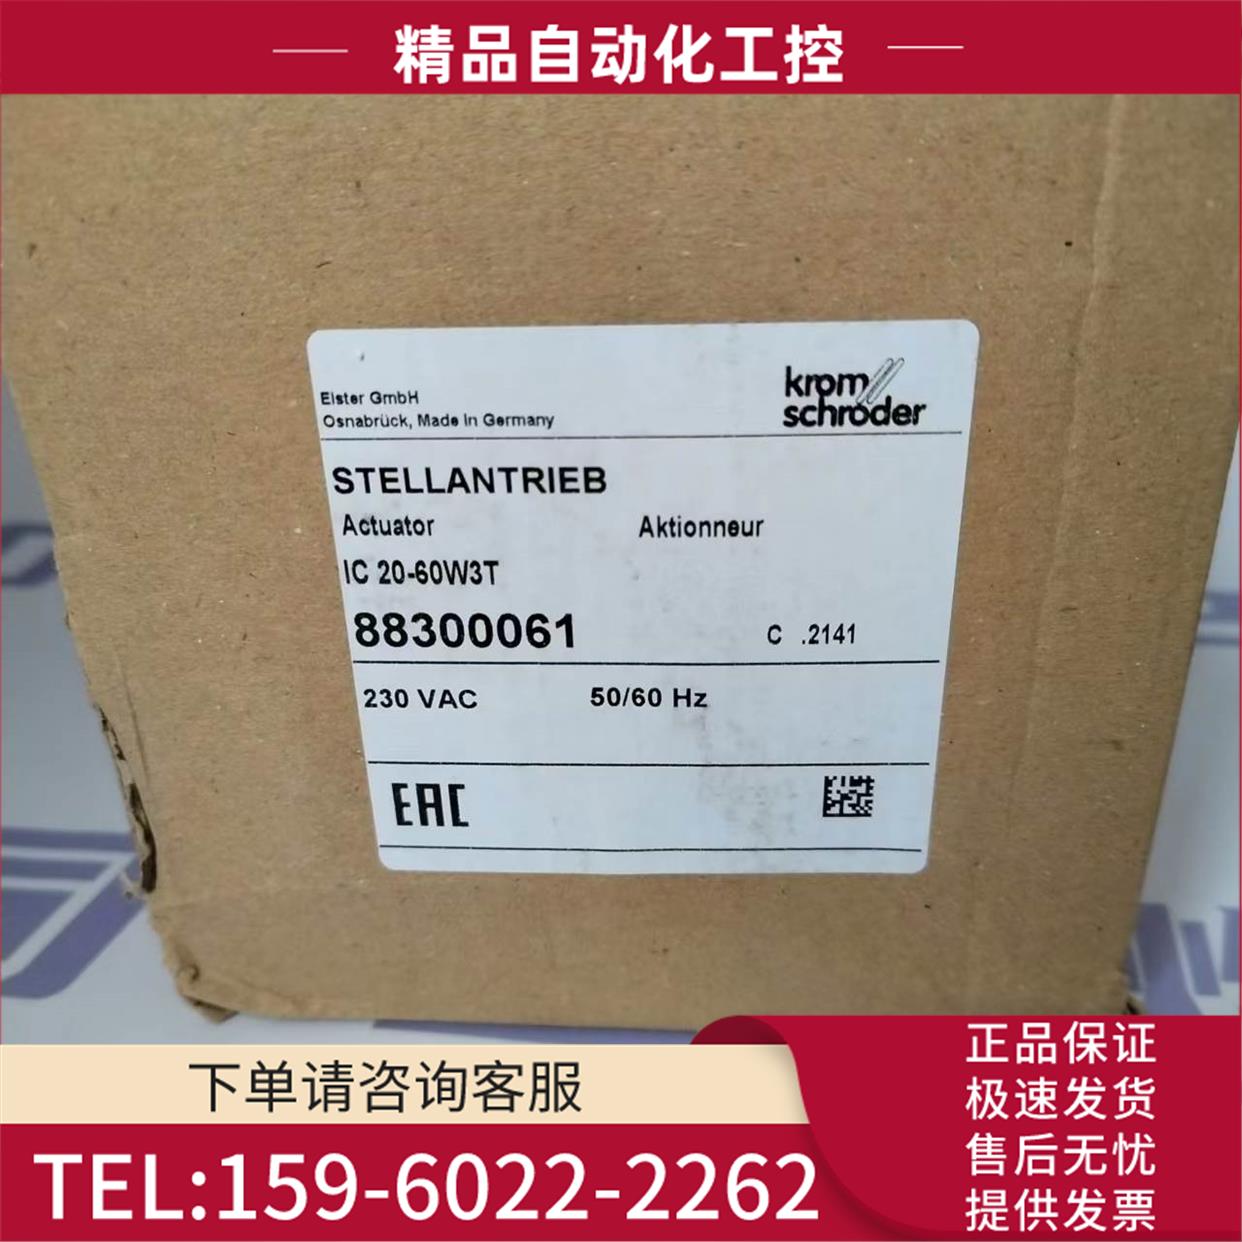 精品自动化工控
Elster GmbH
Osnabrück, Made in Germany
krom
schröder
STELLANTRIEB
Actuator Aktionneur
IC 20-60W3T
88300061 C .2141
230 VAC 50/60 Hz
EAC
下单请咨询客服
TEL:159-6022-2262
正品保证
极速发货
售后无忧
提供发票